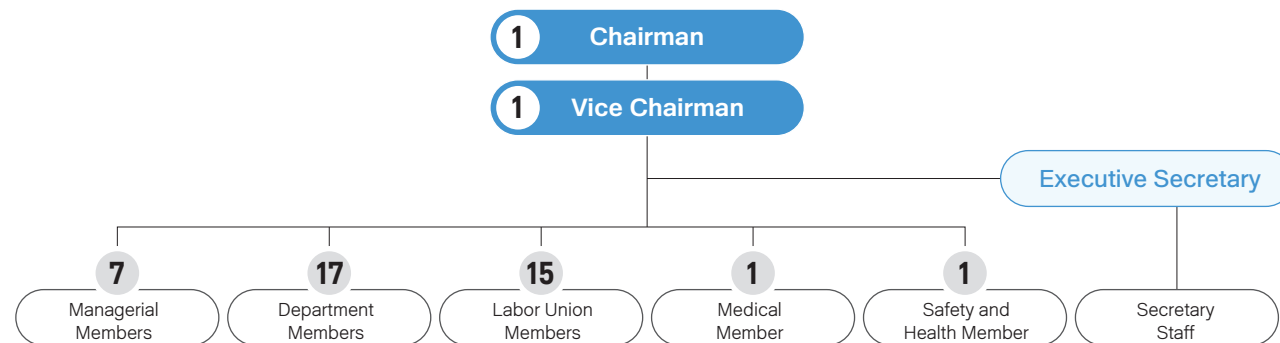 1 Chairman
1 Vice Chairman
Executive Secretary
7
Managerial
Members
17
Department
Members
15
Labor Union
Members
1
Medical
Member
1
Safety and
Health Member
Secretary
Staff